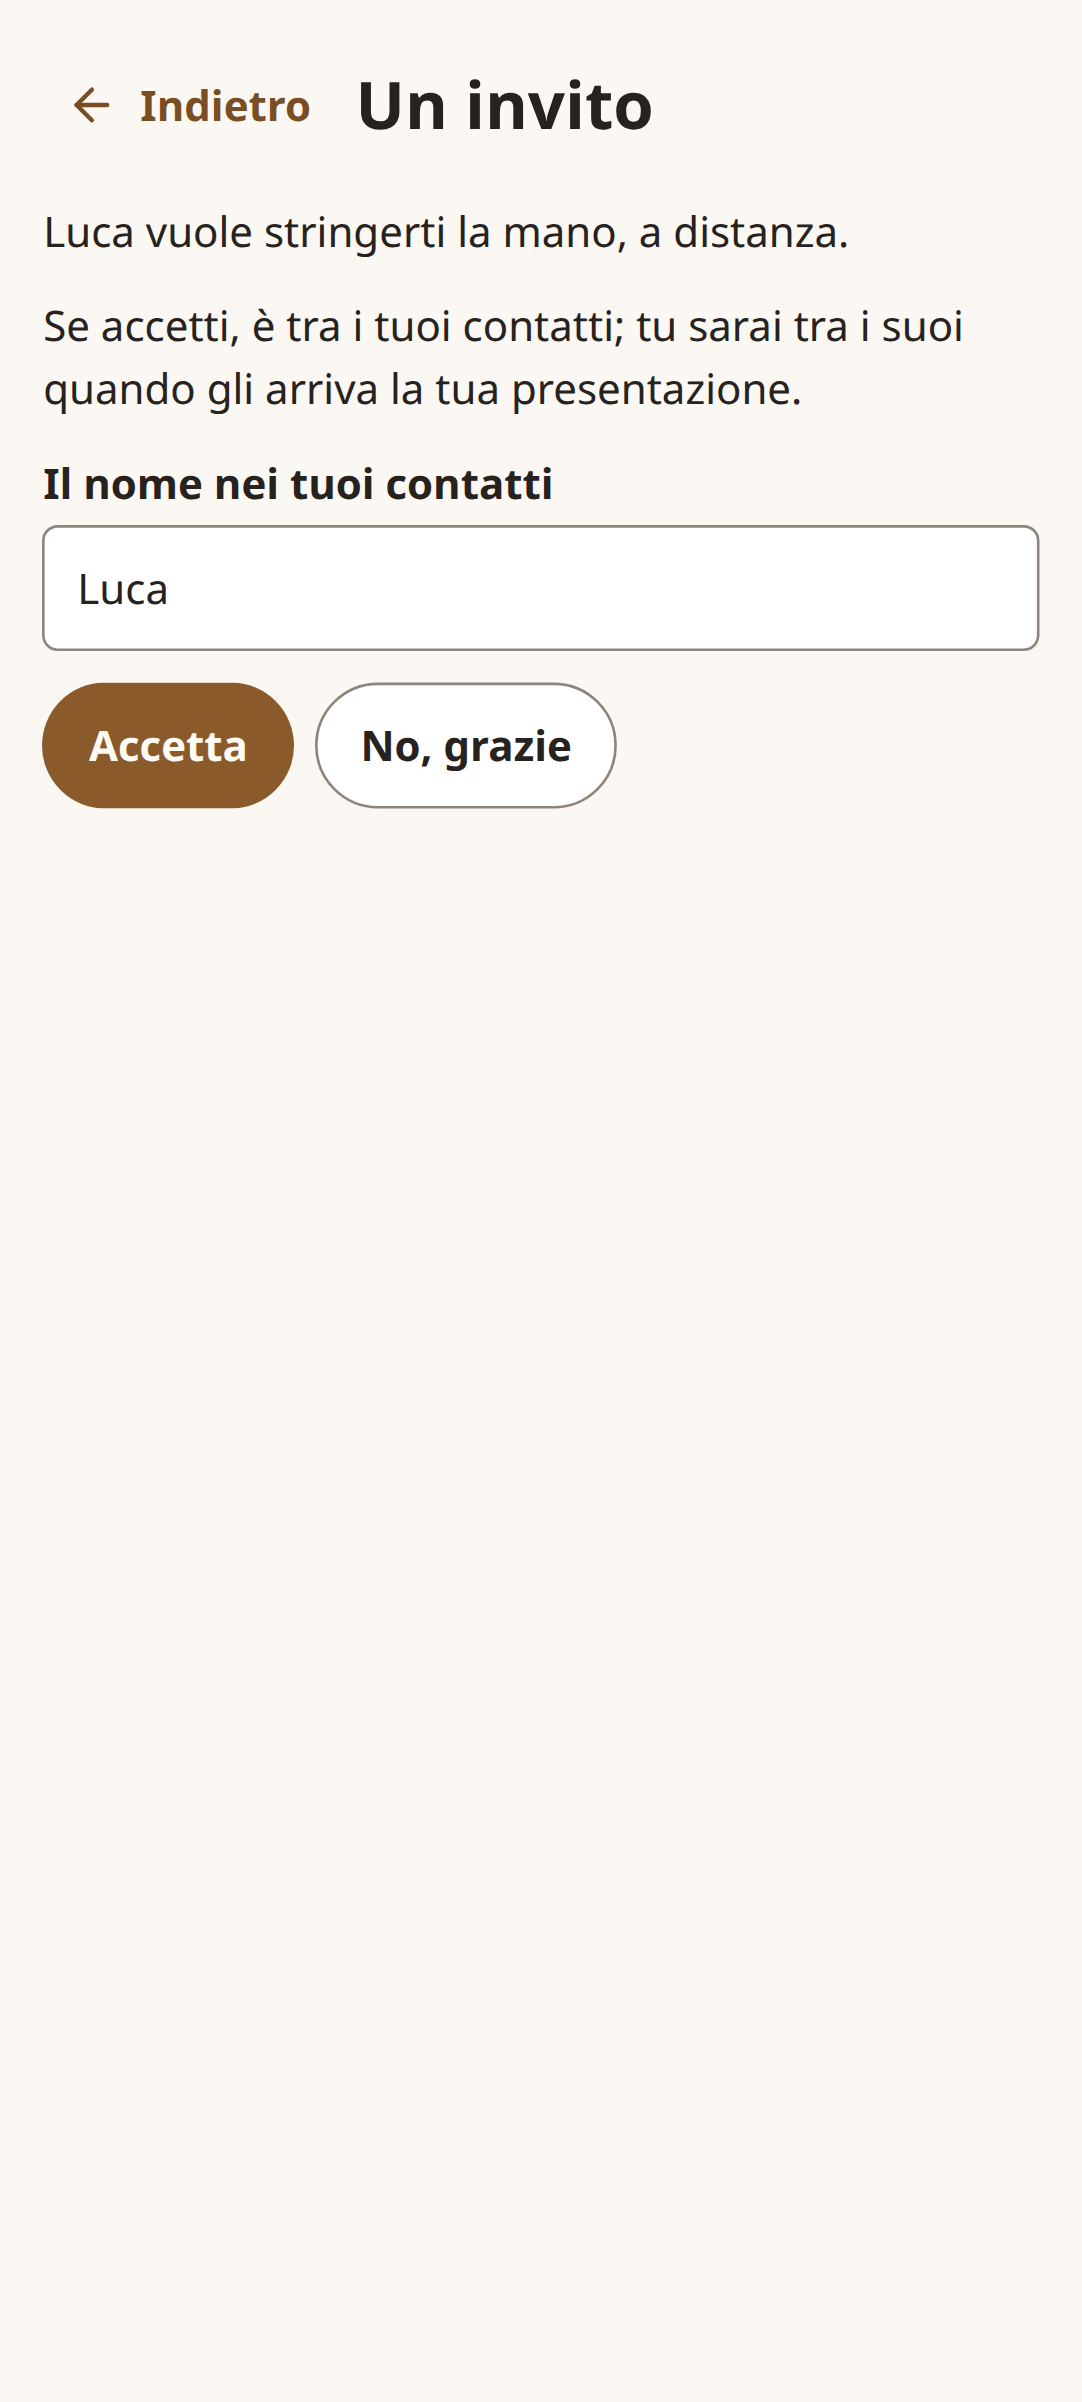 Indietro Un invito
Luca vuole stringerti la mano, a distanza.
Se accetti, è tra i tuoi contatti; tu sarai tra i suoi
quando gli arriva la tua presentazione.
Il nome nei tuoi contatti
Luca
Accetta No, grazie